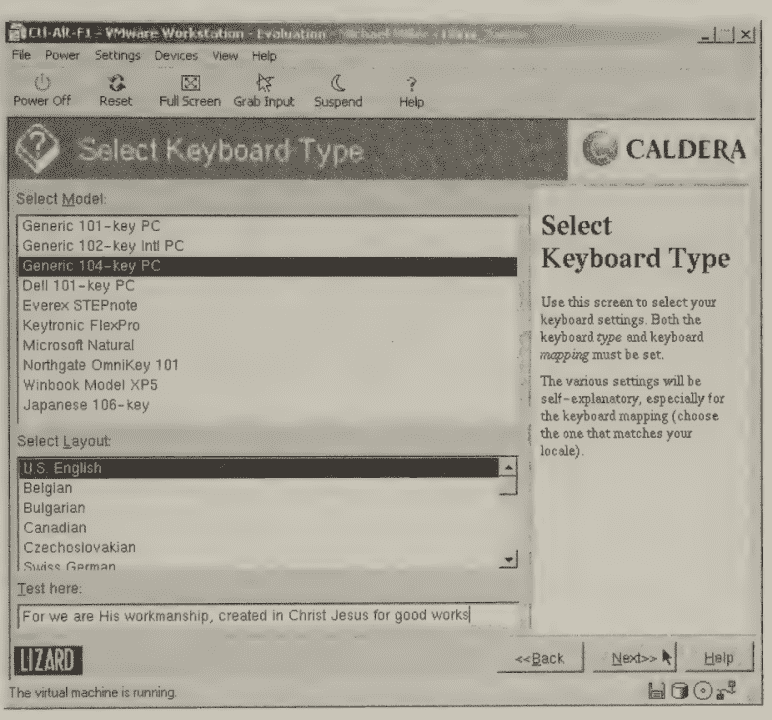 - VMware Workstation - Evaluation
File Power Settings Devices View Help
Power Off Reset Full Screen Grab Input Suspend Help
Select Keyboard Type
CALDERA
Select Model:
Generic 101-key PC
Generic 102-key Intl PC
Generic 104-key PC
Dell 101-key PC
Everex STEPnote
Keytronic FlexPro
Microsoft Natural
Northgate OmniKey 101
Winbook Model XP5
Japanese 106-key
Select Layout:
U.S. English
Belgian
Bulgarian
Canadian
Czechoslovakian
Swiss German
Test here:
For we are His workmanship, created in Christ Jesus for good works
Select
Keyboard Type
Use this screen to select your
keyboard settings. Both the
keyboard type and keyboard
mapping must be set.
The various settings will be
self-explanatory, especially for
the keyboard mapping (choose
the one that matches your
locale).
LIZARD
<<Back Next>> Help
The virtual machine is running.